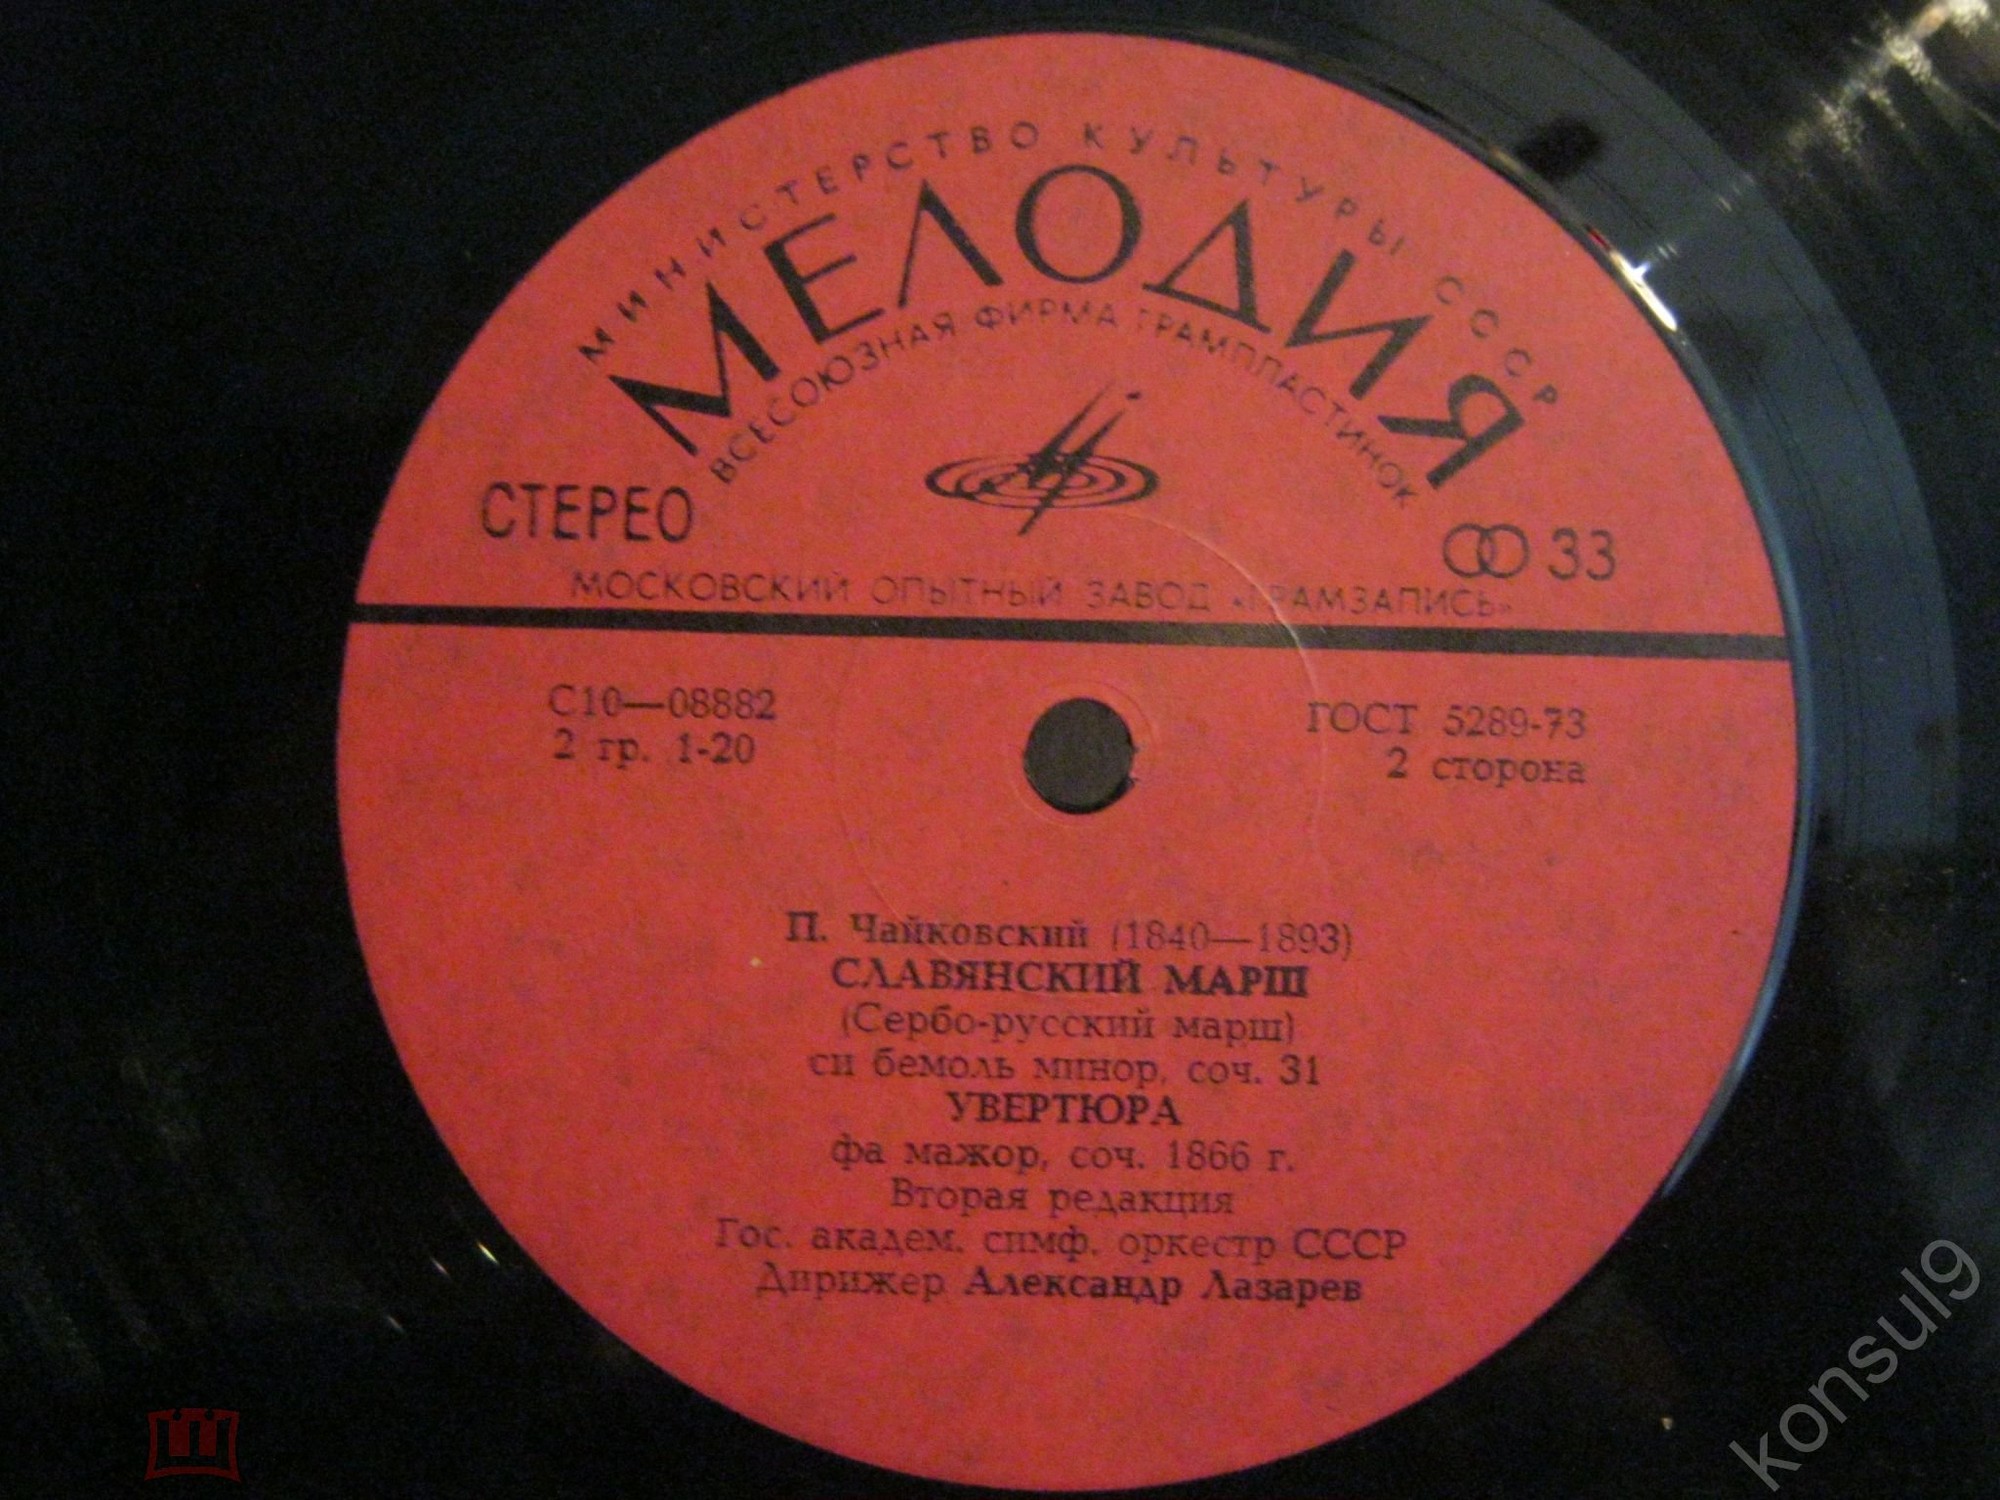 МИНИСТЕРСТВО КУЛЬТУРЫ СССР
МЕЛОДИЯ
ВСЕСОЮЗНАЯ ФИРМА ГРАМПЛАСТИНОК
СТЕРЕО
33
МОСКОВСКИЙ ОПЫТНЫЙ ЗАВОД «ГРАМЗАПИСЬ»
С10—08882
ГОСТ 5289-73
2 гр. 1-20
2 сторона
П. Чайковский (1840—1893)
СЛАВЯНСКИЙ МАРШ
(Сербо-русский марш)
си бемоль минор, соч. 31
УВЕРТЮРА
фа мажор, соч. 1866 г.
Вторая редакция
Гос. академ. симф. оркестр СССР
Дирижер Александр Лазарев
konsul9